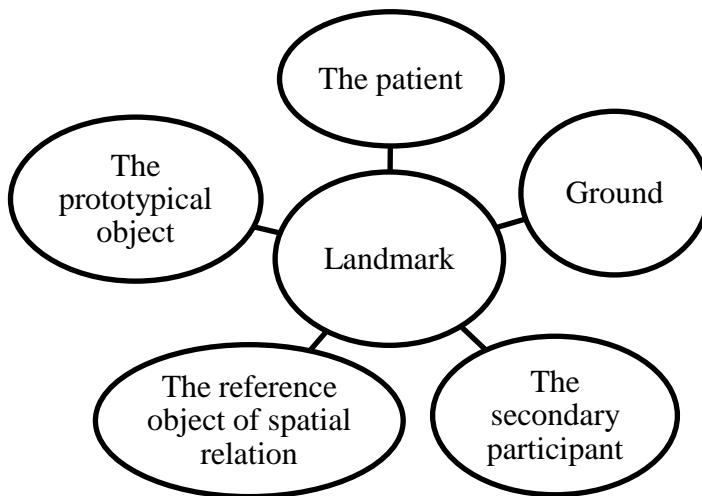 The patient
The
prototypical
object
Ground
Landmark
The reference
object of spatial
relation
The
secondary
participant